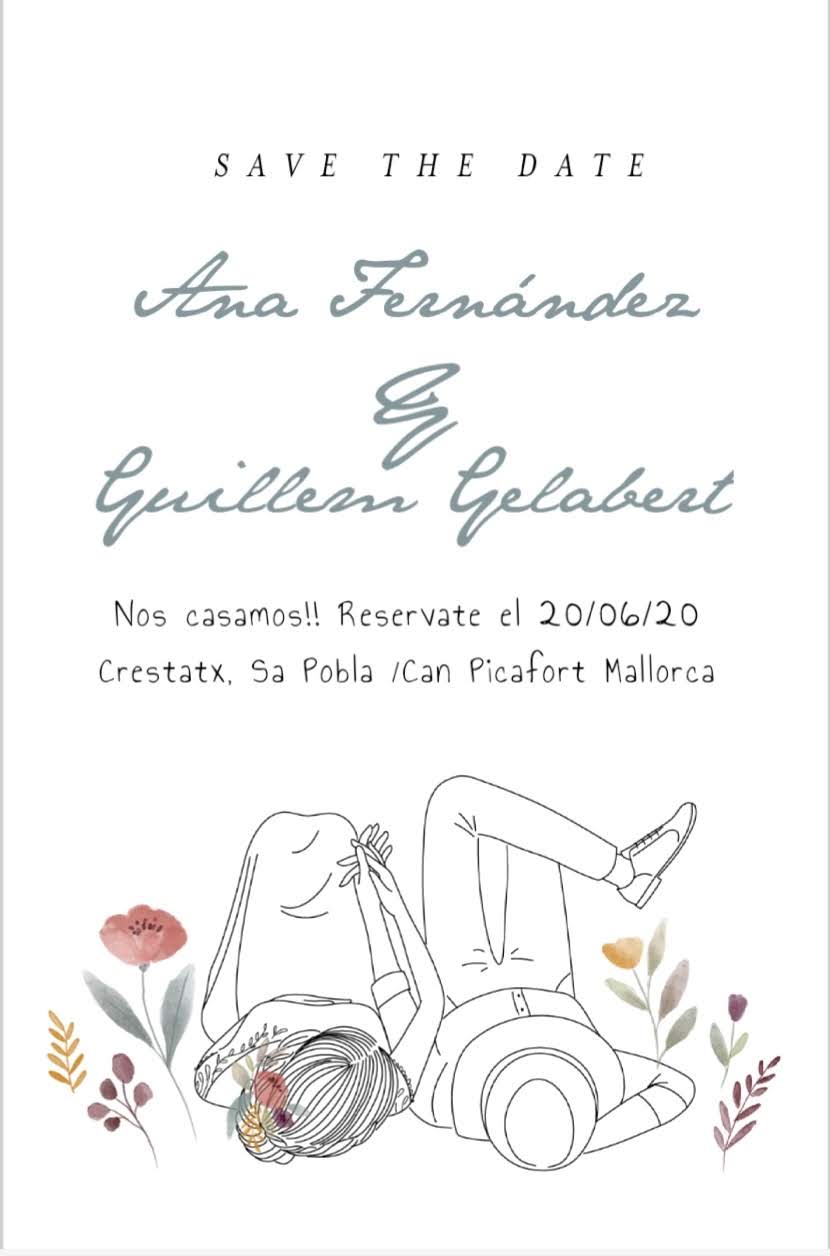 SAVE THE DATE
Ana Fernández
&
Guillem Gelabert
Nos casamos!! Reservate el 20/06/20
Crestatx, Sa Pobla /Can Picafort Mallorca